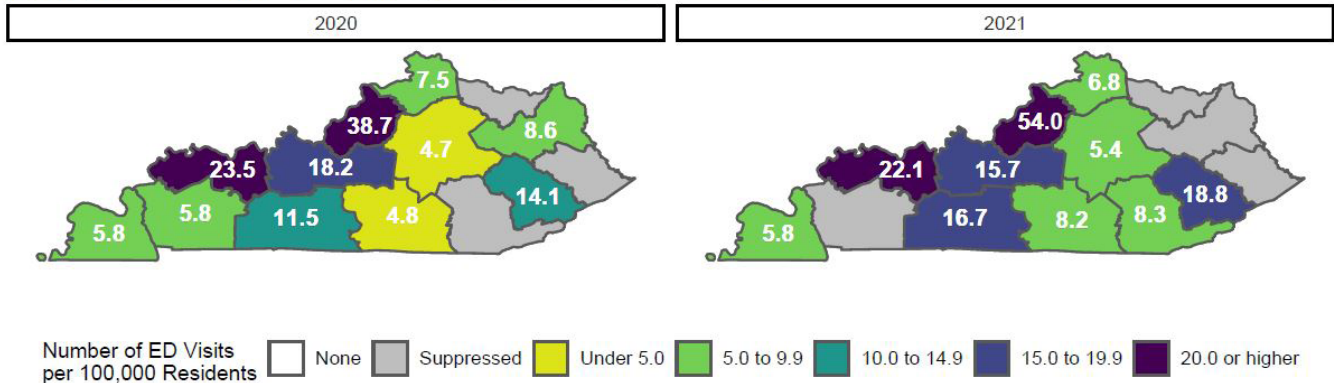 2020
2021
7.5
38.7
8.6
4.7
23.5
18.2
14.1
5.8
11.5
4.8
5.8
6.8
54.0
5.4
22.1
15.7
18.8
16.7
8.2
8.3
5.8
Number of ED Visits
per 100,000 Residents
None
Suppressed
Under 5.0
5.0 to 9.9
10.0 to 14.9
15.0 to 19.9
20.0 or higher